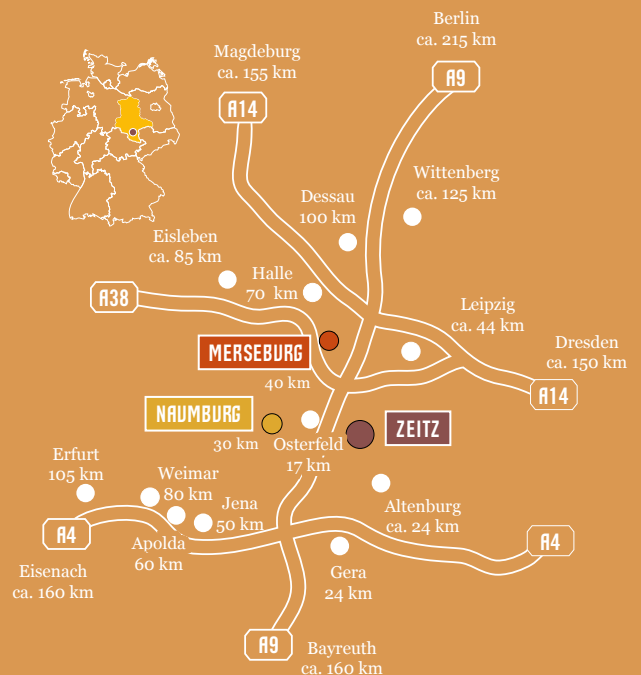 Berlin
ca. 215 km
A9
Magdeburg
ca. 155 km
A14
Wittenberg
ca. 125 km
Dessau
100 km
Eisleben
ca. 85 km
Halle
70 km
A38
Leipzig
ca. 44 km
Dresden
ca. 150 km
A14
MERSEBURG
40 km
NAUMBURG
30 km
Osterfeld
17 km
ZEITZ
Erfurt
105 km
Weimar
80 km
Jena
50 km
Altenburg
ca. 24 km
A4
Eisenach
ca. 160 km
Apolda
60 km
A4
Gera
24 km
A9
Bayreuth
ca. 160 km